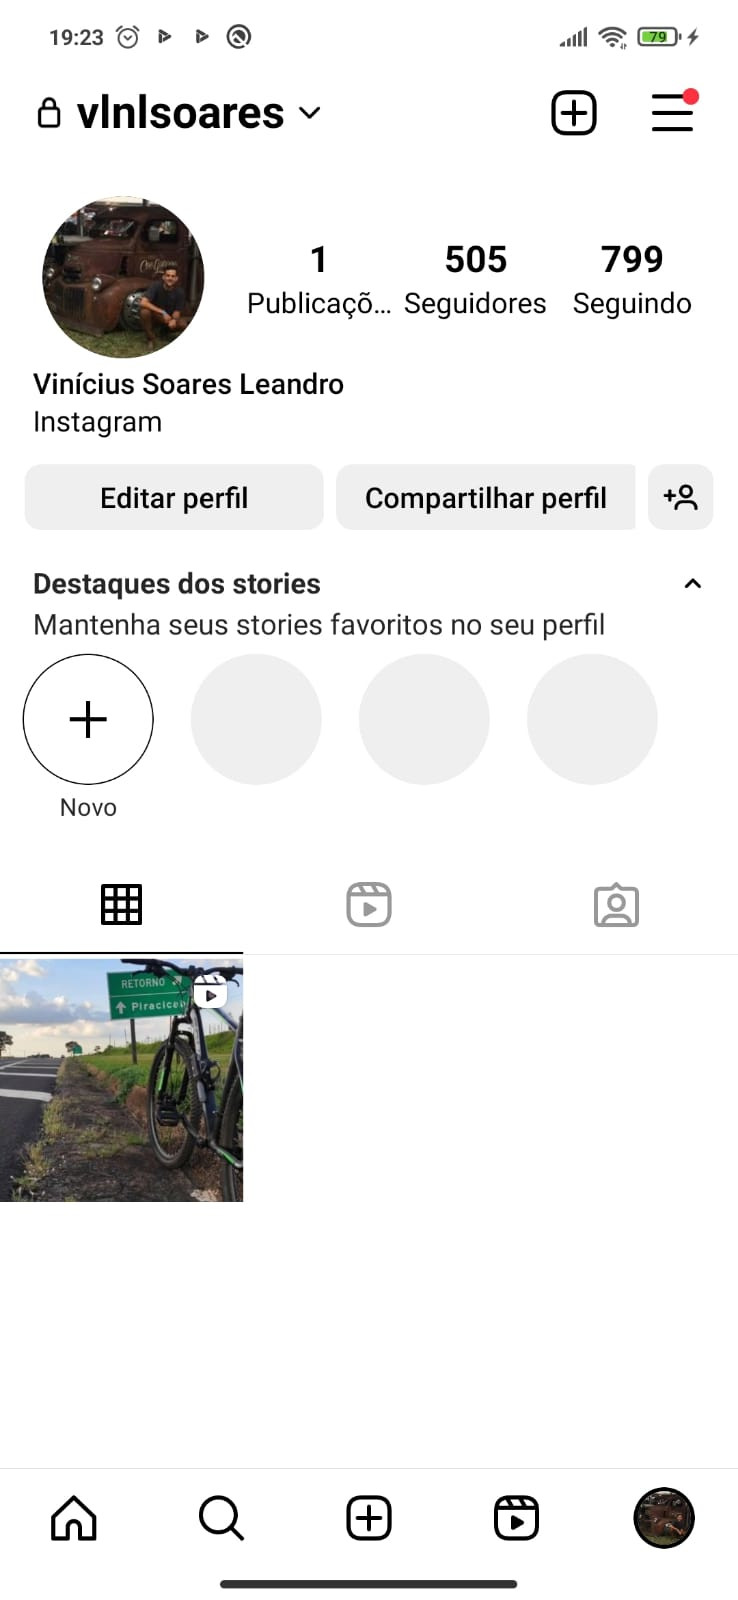 19:23
79
vlnlsoares
1
505
799
Publicaçõ...
Seguidores
Seguindo
Vinícius Soares Leandro
Instagram
Editar perfil
Compartilhar perfil
Destaques dos stories
Mantenha seus stories favoritos no seu perfil
Novo
RETORNO